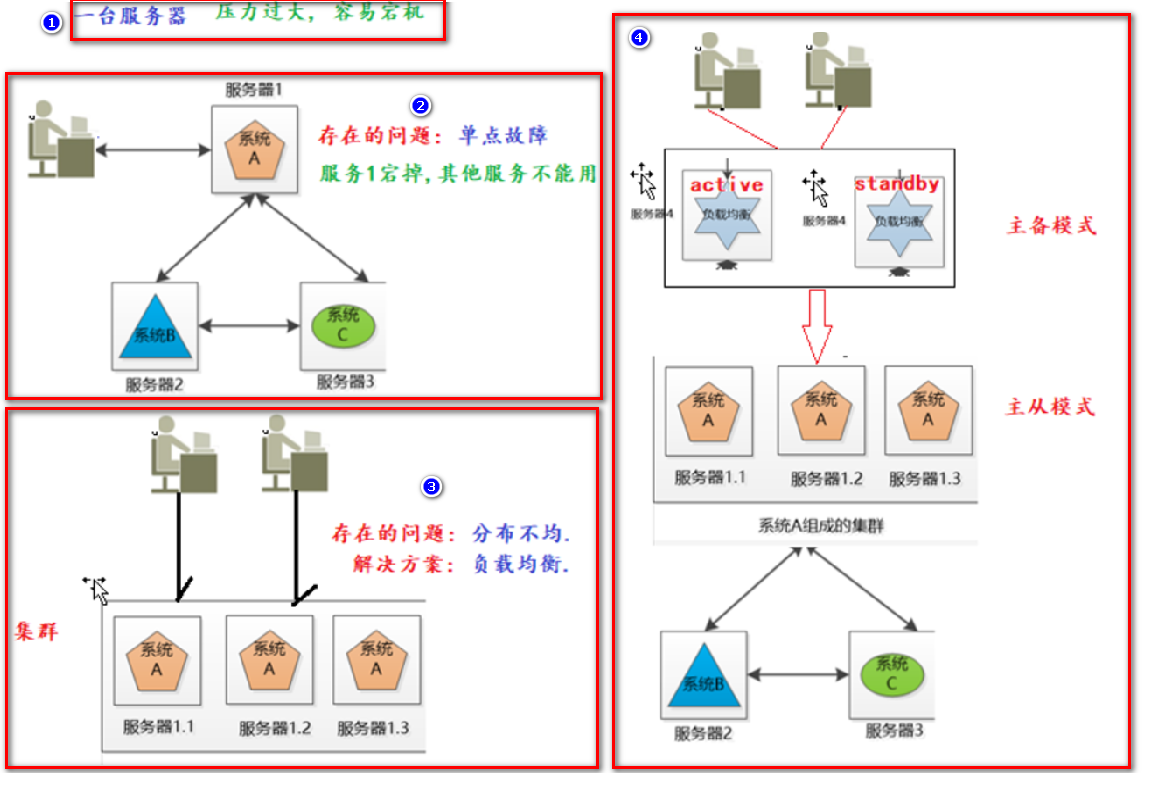 1
一台服务器 压力过大，容易宕机
2
服务器1
系统
A
存在的问题：单点故障
服务1宕掉,其他服务不能用
系统B
系统
C
服务器2
服务器3
3
存在的问题：分布不均.
解决方案：负载均衡.
集群
系统
A
系统
A
系统
A
服务器1.1
服务器1.2
服务器1.3
4
active
standby
服务器4
负载均衡
服务器4
负载均衡
主备模式
系统
A
系统
A
系统
A
主从模式
服务器1.1
服务器1.2
服务器1.3
系统A组成的集群
系统B
系统
C
服务器2
服务器3